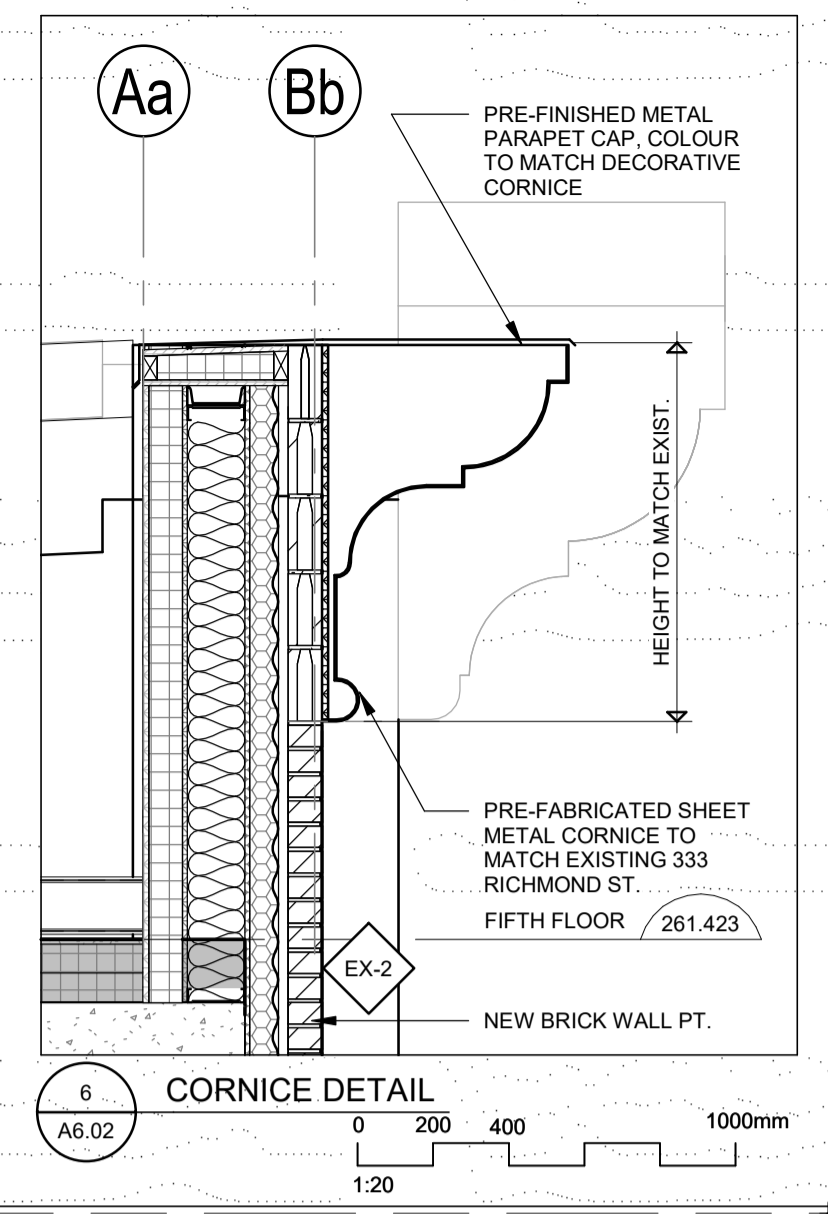 Aa
Bb
PRE-FINISHED METAL
PARAPET CAP, COLOUR
TO MATCH DECORATIVE
CORNICE
HEIGHT TO MATCH EXIST.
PRE-FABRICATED SHEET
METAL CORNICE TO
MATCH EXISTING 333
RICHMOND ST.
FIFTH FLOOR 261.423
EX-2
NEW BRICK WALL PT.
6
A6.02
CORNICE DETAIL
0 200 400 1000mm
1:20